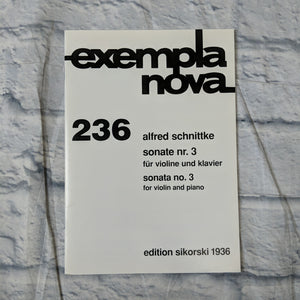 exempla
nova
236
alfred schnittke
sonate nr. 3
für violine und klavier
sonata no. 3
for violin and piano
edition sikorski 1936